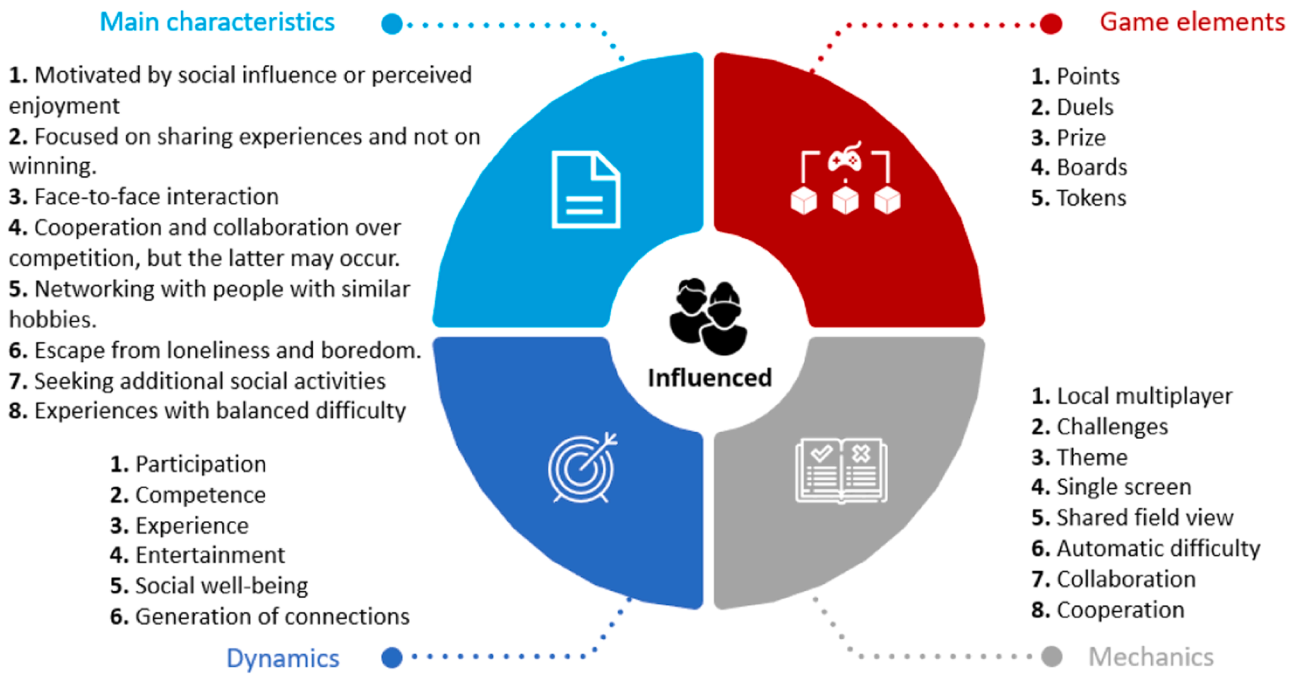 Main characteristics
1. Motivated by social influence or perceived
enjoyment
2. Focused on sharing experiences and not on
winning.
3. Face-to-face interaction
4. Cooperation and collaboration over
competition, but the latter may occur.
5. Networking with people with similar
hobbies.
6. Escape from loneliness and boredom.
7. Seeking additional social activities
8. Experiences with balanced difficulty
Game elements
1. Points
2. Duels
3. Prize
4. Boards
5. Tokens
Influenced
1. Participation
2. Competence
3. Experience
4. Entertainment
5. Social well-being
6. Generation of connections
Dynamics
1. Local multiplayer
2. Challenges
3. Theme
4. Single screen
5. Shared field view
6. Automatic difficulty
7. Collaboration
8. Cooperation
Mechanics